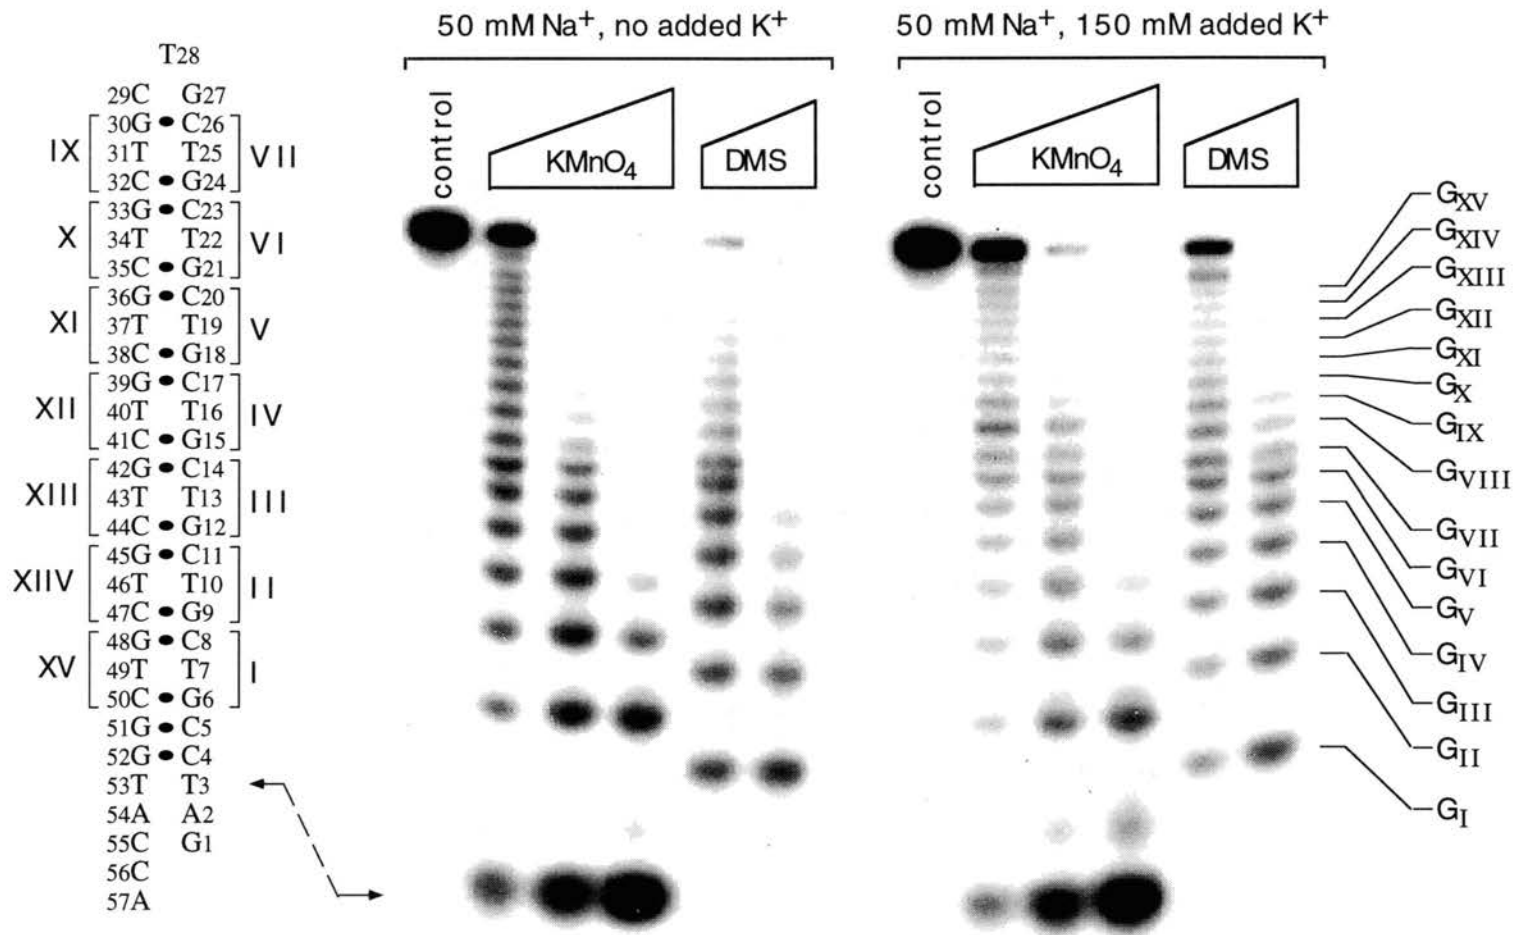 50 mM Na+, no added K+
50 mM Na+, 150 mM added K+
control
KMnO4
DMS
control
KMnO4
DMS
T28
29C G27
30G C26
IX 31T T25 VII
32C G24
33G C23
X 34T T22 VI
35C G21
36G C20
XI 37T T19 V
38C G18
39G C17
XII 40T T16 IV
41C G15
42G C14
XIII 43T T13 III
44C G12
45G C11
XIIV 46T T10 II
47C G9
48G C8
XV 49T T7 I
50C G6
51G C5
52G C4
53T T3
54A A2
55C G1
56C
57A
GXV
GXIV
GXIII
GXII
GXI
GX
GIX
GVIII
GVII
GVI
GV
GIV
GIII
GII
GI